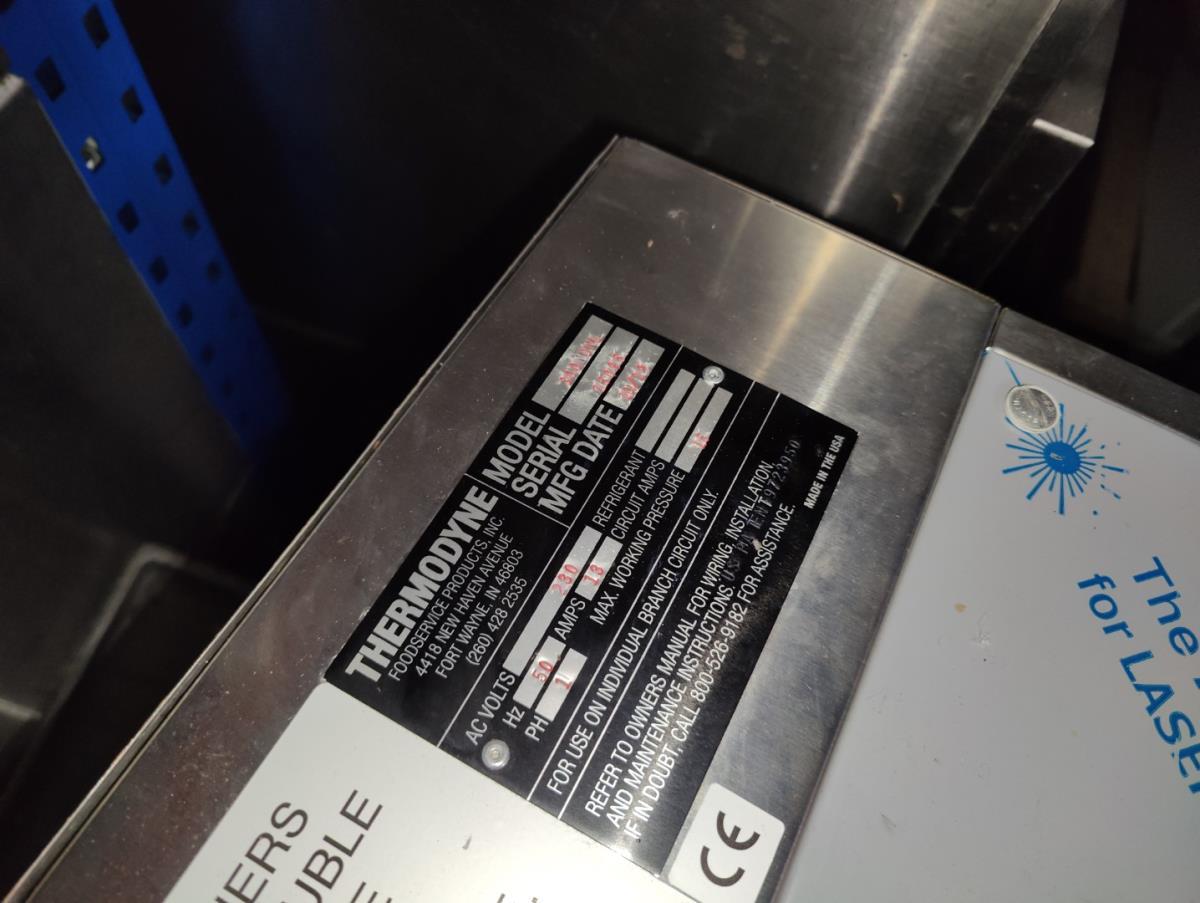 THERMODYNE
FOODSERVICE PRODUCTS, INC.
4418 NEW HAVEN AVENUE
FORT WAYNE, IN 46803
(260) 428 2535
MODEL
SERIAL
MFG DATE
AC VOLTS 230 REFRIGERANT
Hz 50 AMPS 13 CIRCUIT AMPS
PH 1 MAX. WORKING PRESSURE
FOR USE ON INDIVIDUAL BRANCH CIRCUIT ONLY.
REFER TO OWNERS MANUAL FOR WIRING, INSTALLATION,
AND MAINTENANCE INSTRUCTIONS.
IF IN DOUBT, CALL 800-526-9182 FOR ASSISTANCE.
MADE IN THE USA
CE
The
for LASE